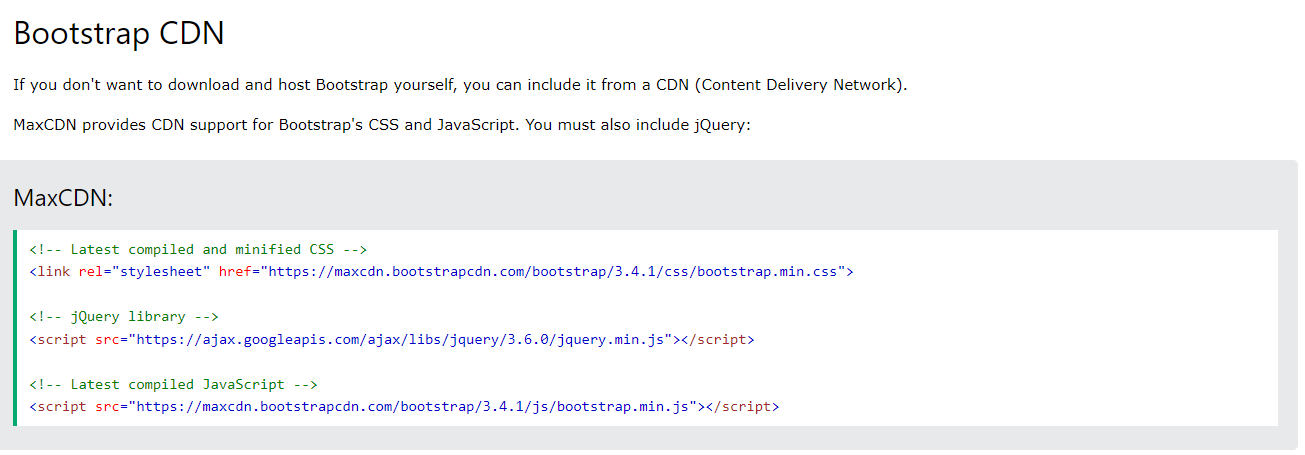 Bootstrap CDN
If you don't want to download and host Bootstrap yourself, you can include it from a CDN (Content Delivery Network).
MaxCDN provides CDN support for Bootstrap's CSS and JavaScript. You must also include jQuery:
MaxCDN:
<!-- Latest compiled and minified CSS -->
<link rel="stylesheet" href="https://maxcdn.bootstrapcdn.com/bootstrap/3.4.1/css/bootstrap.min.css">
<!-- jQuery library -->
<script src="https://ajax.googleapis.com/ajax/libs/jquery/3.6.0/jquery.min.js"></script>
<!-- Latest compiled JavaScript -->
<script src="https://maxcdn.bootstrapcdn.com/bootstrap/3.4.1/js/bootstrap.min.js"></script>